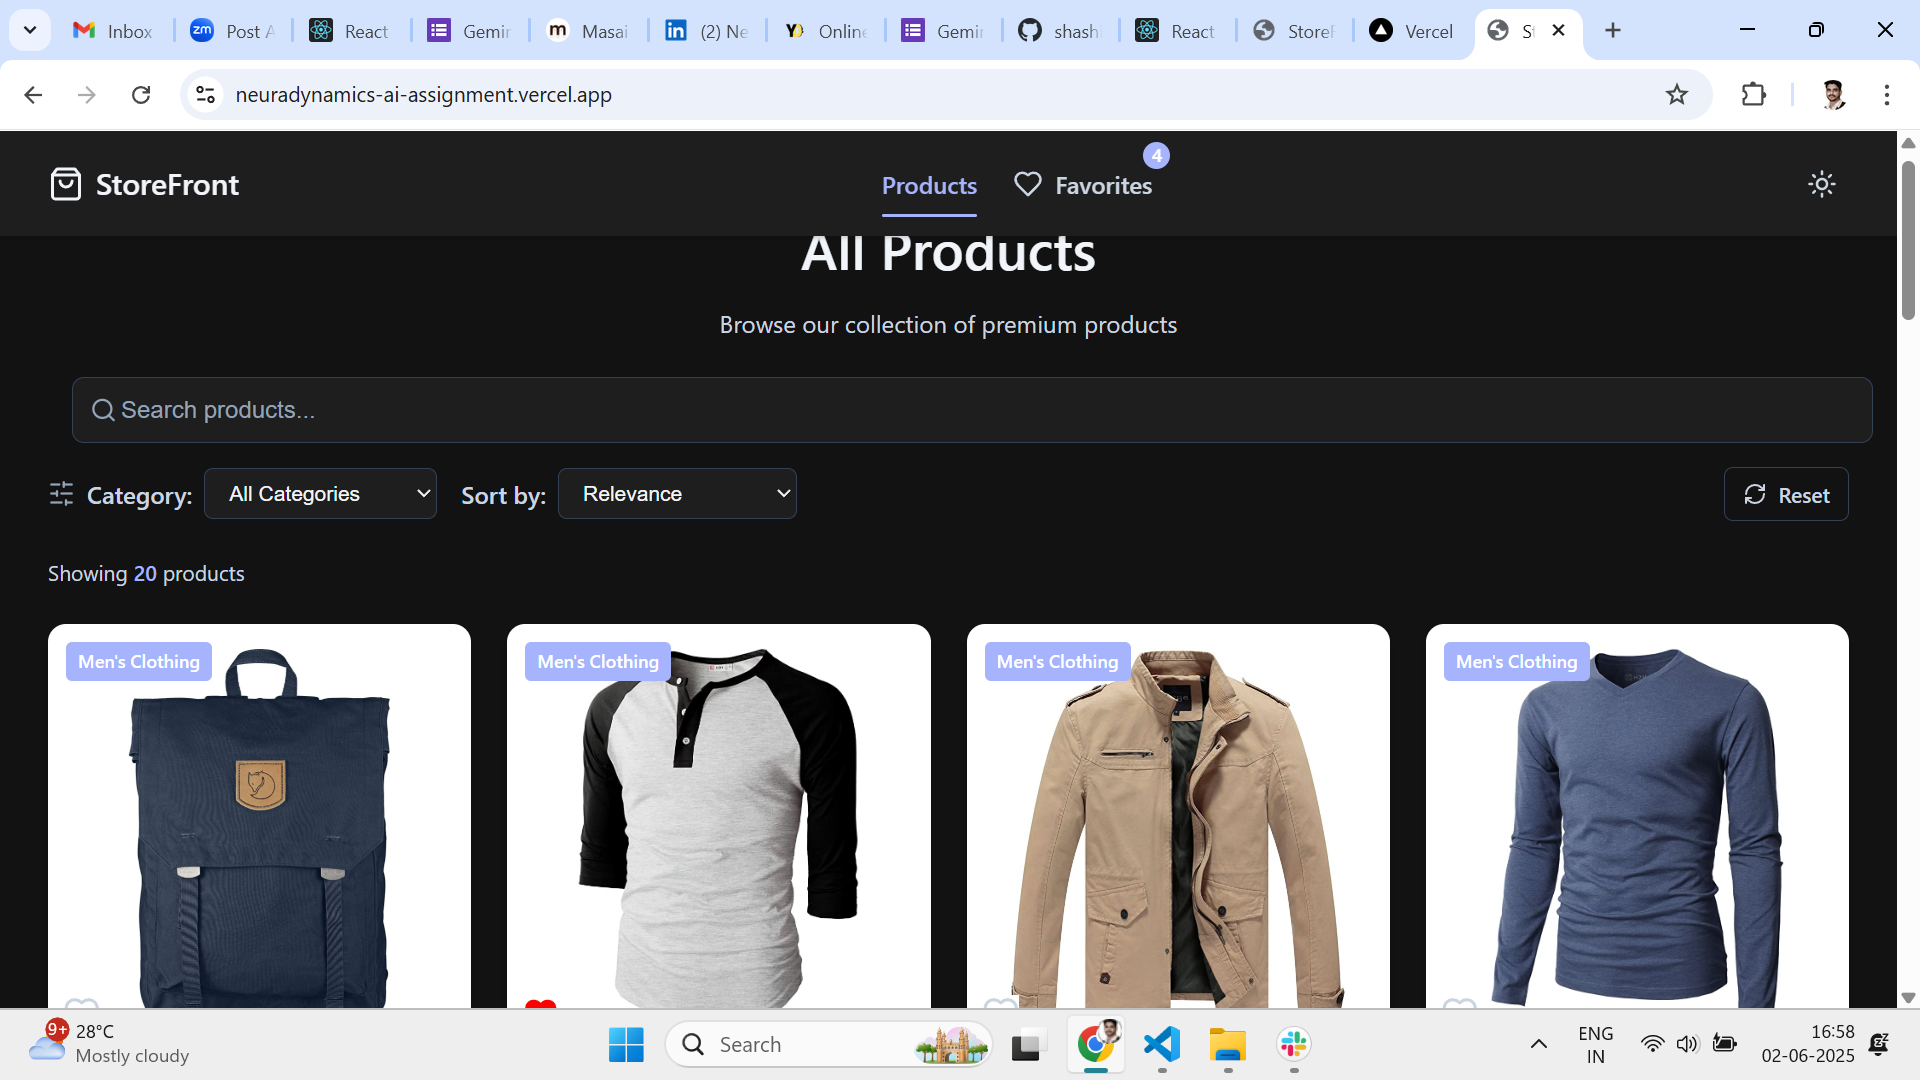 Inbox
Post A
React
Gemin
Masai
(2) Ne
Online
Gemin
shash
React
StoreF
Vercel
St
neuradynamics-ai-assignment.vercel.app
StoreFront
Products
Favorites
4
All Products
Browse our collection of premium products
Search products...
Category:
All Categories
Sort by:
Relevance
Reset
Showing 20 products
Men's Clothing
Men's Clothing
Men's Clothing
Men's Clothing
9+
28°C
Mostly cloudy
Search
ENG
IN
16:58
02-06-2025